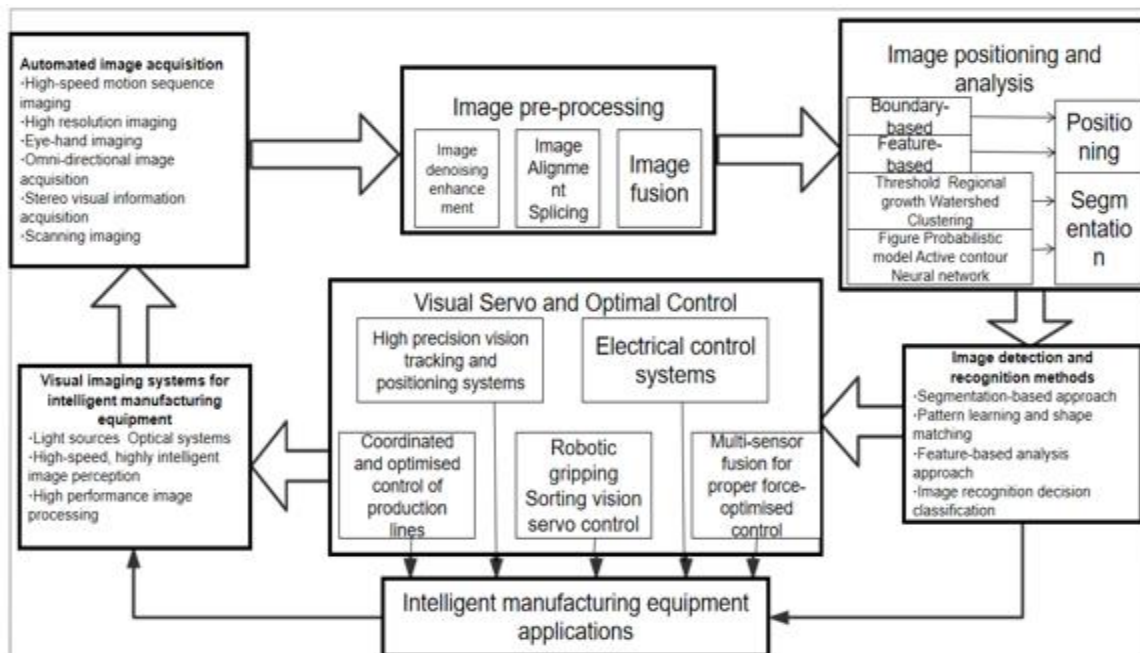 Automated image acquisition
·High-speed motion sequence
imaging
·High resolution imaging
·Eye-hand imaging
·Omni-directional image
acquisition
·Stereo visual information
acquisition
·Scanning imaging
Image pre-processing
Image
denoising
enhance
ment
Image
Alignme
nt
Splicing
Image
fusion
Image positioning and
analysis
Boundary-
based
Feature-
based
Positio
ning
Threshold Regional
growth Watershed
Clustering
Figure Probabilistic
model Active contour
Neural network
Segm
entatio
n
Visual Servo and Optimal Control
High precision vision
tracking and
positioning systems
Electrical control
systems
Coordinated
and optimised
control of
production
lines
Robotic
gripping
Sorting vision
servo control
Multi-sensor
fusion for
proper force-
optimised
control
Image detection and
recognition methods
·Segmentation-based approach
·Pattern learning and shape
matching
·Feature-based analysis
approach
·Image recognition decision
classification
Visual imaging systems for
intelligent manufacturing
equipment
·Light sources Optical systems
·High-speed, highly intelligent
image perception
·High performance image
processing
Intelligent manufacturing equipment
applications